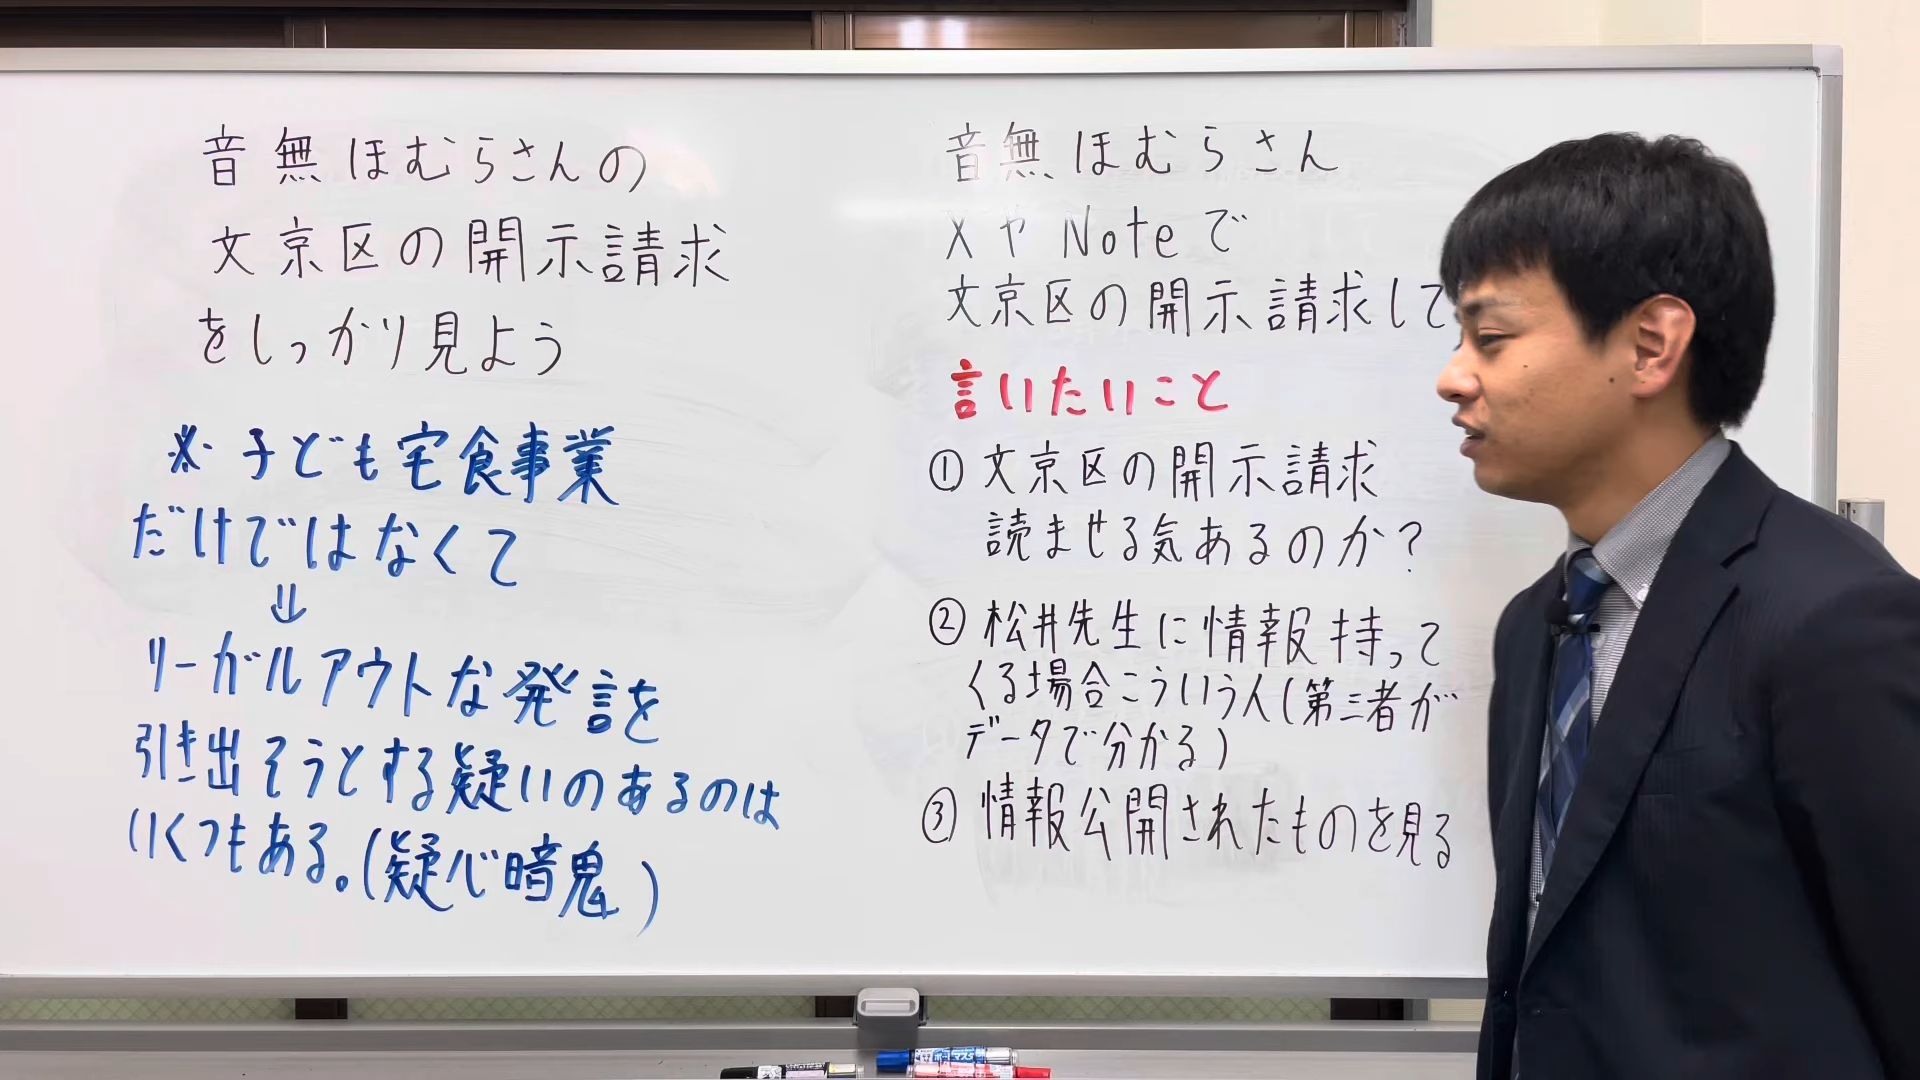 音無ほむらさんの
文京区の開示請求
をしっかり見よう
※子ども宅食事業
だけではなくて
⇓
リーガルアウトな発言を
引き出そうとする疑いのあるのは
いくつもある。(疑心暗鬼)
音無ほむらさん
XやNoteで
文京区の開示請求して
言いたいこと
① 文京区の開示請求
読ませる気あるのか?
② 松井先生に情報持って
くる場合こういう人(第三者が
データで分かる)
③ 情報公開されたものを見る